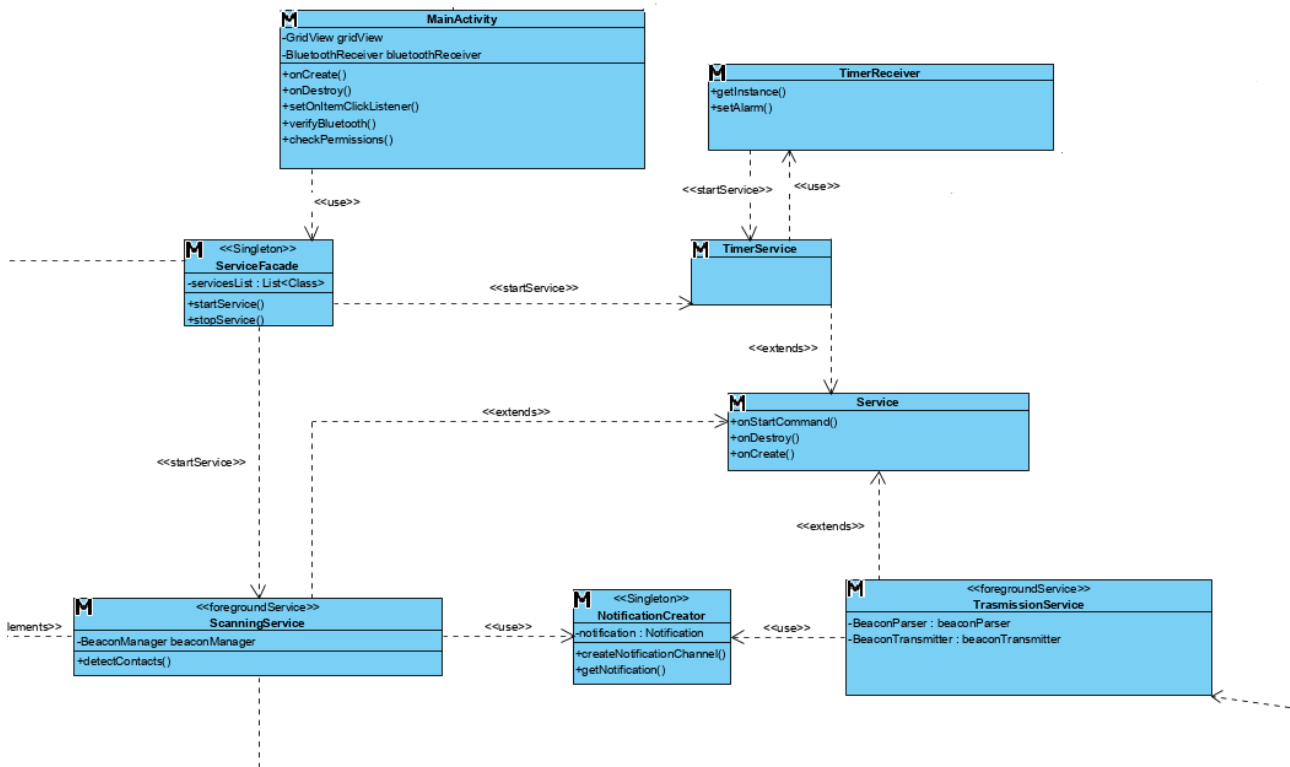 M MainActivity
-GridView gridView
-BluetoothReceiver bluetoothReceiver
+onCreate()
+onDestroy()
+setOnItemClickListener()
+verifyBluetooth()
+checkPermissions()
M TimerReceiver
+getInstance()
+setAlarm()
<<startService>>
<<use>>
<<use>>
M <<Singleton>>
ServiceFacade
-servicesList : List<Class>
+startService()
+stopService()
<<startService>>
M TimerService
<<extends>>
M Service
+onStartCommand()
+onDestroy()
+onCreate()
<<extends>>
<<startService>>
<<extends>>
lements>>
M <<foregroundService>>
ScanningService
-BeaconManager beaconManager
+detectContacts()
<<use>>
M <<Singleton>>
NotificationCreator
-notification : Notification
+createNotificationChannel()
+getNotification()
<<use>>
M <<foregroundService>>
TrasmissionService
-BeaconParser : beaconParser
-BeaconTransmitter : beaconTransmitter